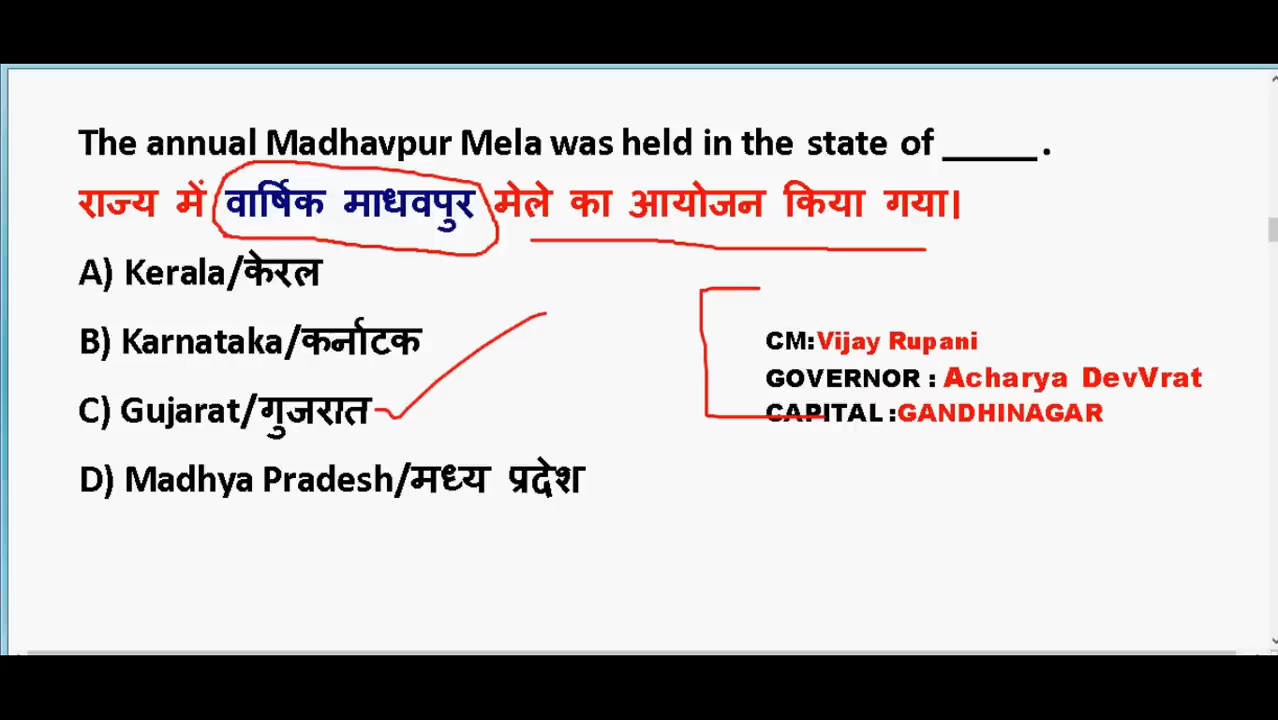 The annual Madhavpur Mela was held in the state of _____.
राज्य में वार्षिक माधवपुर मेले का आयोजन किया गया।
A) Kerala/केरल
B) Karnataka/कर्नाटक
CM:Vijay Rupani
GOVERNOR : Acharya DevVrat
C) Gujarat/गुजरात
CAPITAL :GANDHINAGAR
D) Madhya Pradesh/मध्य प्रदेश